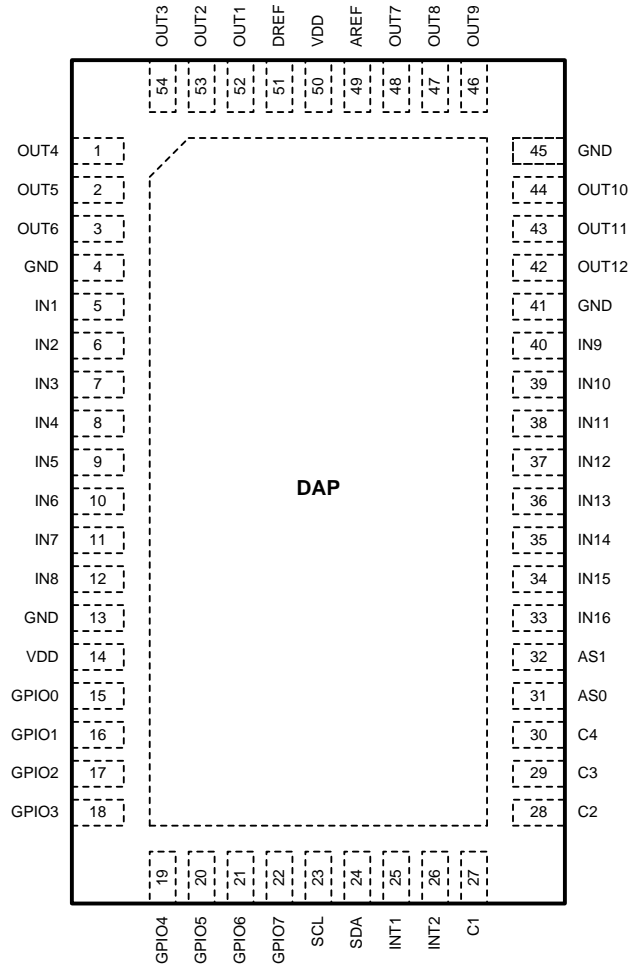 OUT3 OUT2 OUT1 DREF VDD AREF OUT7 OUT8 OUT9
54 53 52 51 50 49 48 47 46
OUT4 1 45 GND
OUT5 2 44 OUT10
OUT6 3 43 OUT11
GND 4 42 OUT12
IN1 5 41 GND
IN2 6 40 IN9
IN3 7 39 IN10
IN4 8 38 IN11
IN5 9 37 IN12
DAP
IN6 10 36 IN13
IN7 11 35 IN14
IN8 12 34 IN15
GND 13 33 IN16
VDD 14 32 AS1
GPIO0 15 31 AS0
GPIO1 16 30 C4
GPIO2 17 29 C3
GPIO3 18 28 C2
19 20 21 22 23 24 25 26 27
GPIO4 GPIO5 GPIO6 GPIO7 SCL SDA INT1 INT2 C1